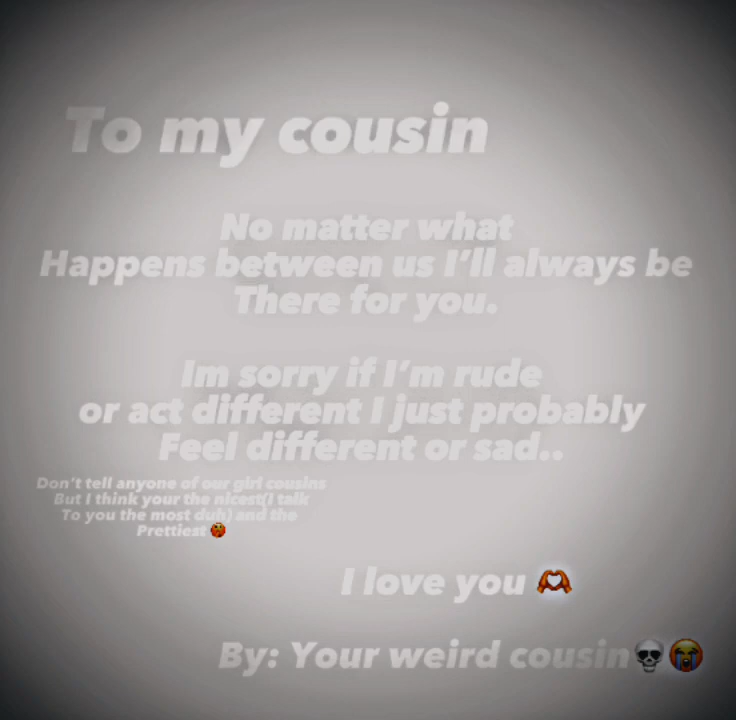 To my cousin
No matter what
Happens between us I’ll always be
There for you.
Im sorry if I’m rude
or act different I just probably
Feel different or sad..
Don’t tell anyone of our girl cousins
But I think your the nicest(I talk
To you the most duh) and the
Prettiest 🥵
I love you 🫶🏾
By: Your weird cousin💀😭